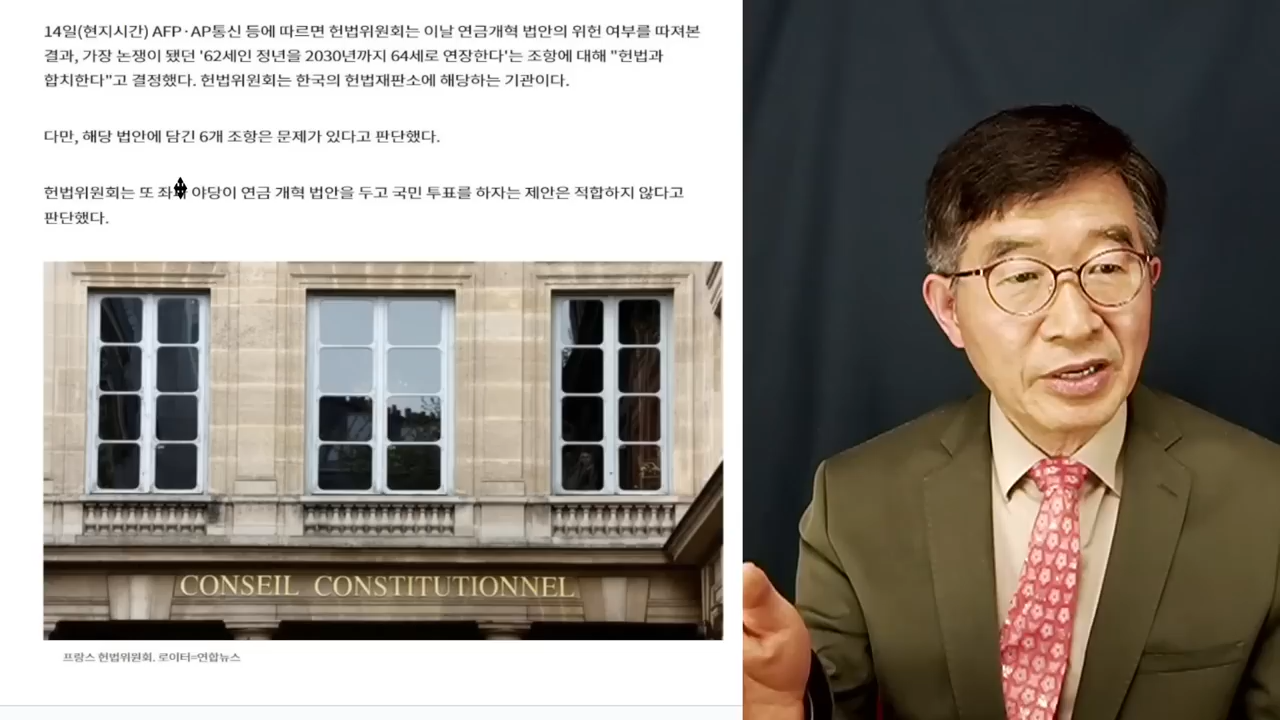 14일(현지시간) AFP·AP통신 등에 따르면 헌법위원회는 이날 연금개혁 법안의 위헌 여부를 따져본
결과, 가장 논쟁이 됐던 '62세인 정년을 2030년까지 64세로 연장한다'는 조항에 대해 "헌법과
합치한다"고 결정했다. 헌법위원회는 한국의 헌법재판소에 해당하는 기관이다.
다만, 해당 법안에 담긴 6개 조항은 문제가 있다고 판단했다.
헌법위원회는 또 야당이 연금 개혁 법안을 두고 국민 투표를 하자는 제안은 적합하지 않다고
판단했다.
CONSEIL CONSTITUTIONNEL
프랑스 헌법위원회. 로이터=연합뉴스